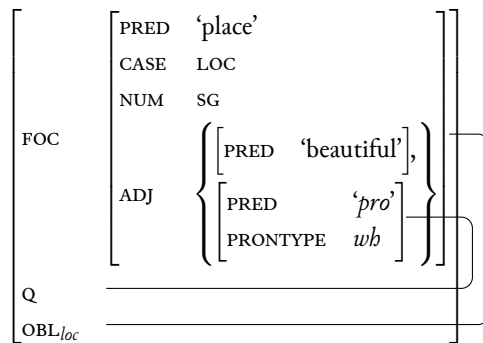 PRED ‘place’
CASE LOC
NUM SG
FOC
[PRED ‘beautiful’],
ADJ
PRED ‘pro’
PRONTYPE wh
Q
OBLloc